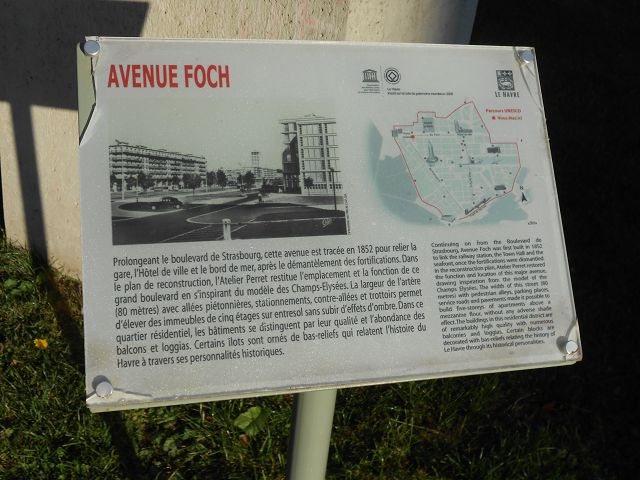 AVENUE FOCH
LE HAVRE
Parcours UNESCO
Vous êtes ici
Prolongeant le boulevard de Strasbourg, cette avenue est tracée en 1852 pour relier la
gare, l'Hôtel de ville et le bord de mer, après le démantèlement des fortifications. Dans
le plan de reconstruction, l'Atelier Perret restitue l'emplacement et la fonction de ce
grand boulevard en s'inspirant du modèle des Champs-Elysées. La largeur de l'artère
(80 mètres) avec allées piétonnières, stationnements, contre-allées et trottoirs permet
d'élever des immeubles de cinq étages sur entresol sans subir d'effets d'ombre. Dans ce
quartier résidentiel, les bâtiments se distinguent par leur qualité et l'abondance des
balcons et loggias. Certains îlots sont ornés de bas-reliefs qui relatent l'histoire du
Havre à travers ses personnalités historiques.
Continuing on from the Boulevard de
Strasbourg, Avenue Foch was first built in 1852
to link the railway station, the Town Hall and the
seafront, once the fortifications were dismantled.
In the reconstruction plan, Atelier Perret restored
the function and location of this major avenue,
drawing inspiration from the model of the
Champs Elysées. The width of this street (80
metres) with pedestrian alleys, parking places,
service roads and pavements made it possible to
build five-storeys of apartments above a
mezzanine floor, without any adverse shade
effect. The buildings in this residential district are
of remarkably high quality with numerous
balconies and loggias. Certain blocks are
decorated with bas-reliefs relating the history of
Le Havre through its historical personalities.